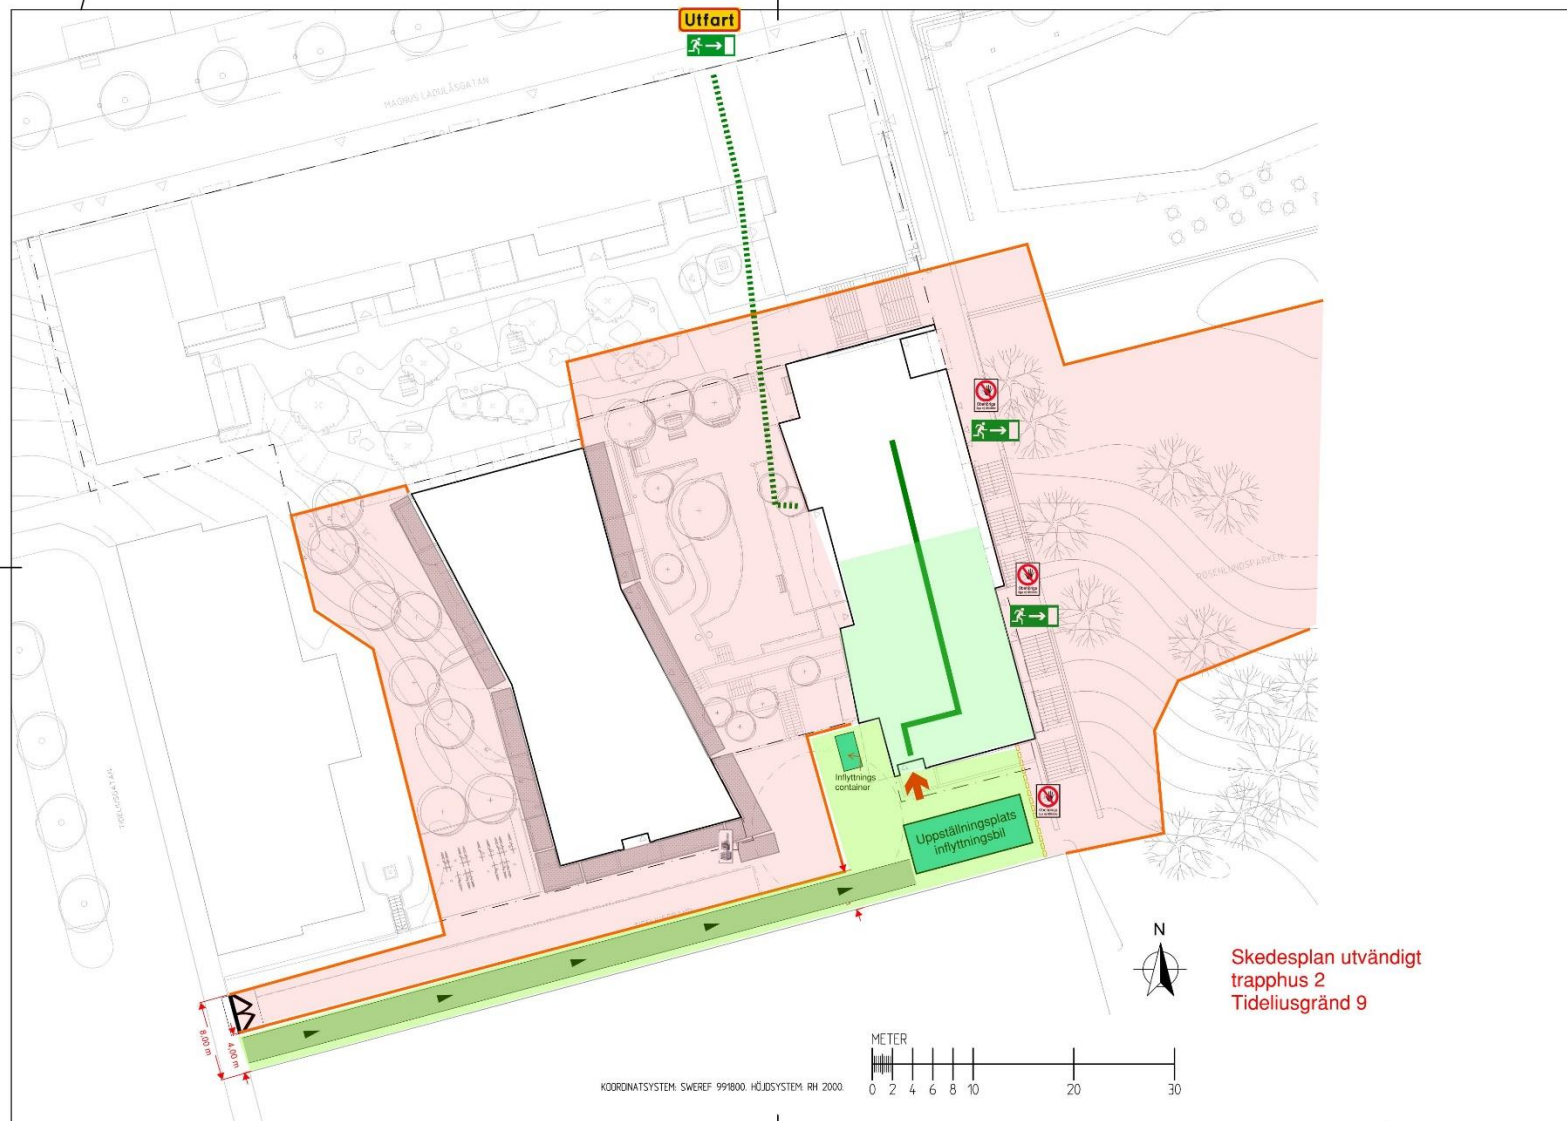 Utfart
MAGNUS LADULÅSGATAN
ROSENLUNDSPARKEN
Inflyttnings
container
Uppställningsplats
inflyttningsbil
8,00 m
4,00 m
N
Skedesplan utvändigt
trapphus 2
Tideliusgränd 9
METER
0 2 4 6 8 10 20 30
KOORDINATSYSTEM: SWEREF 991800. HÖJDSYSTEM: RH 2000.